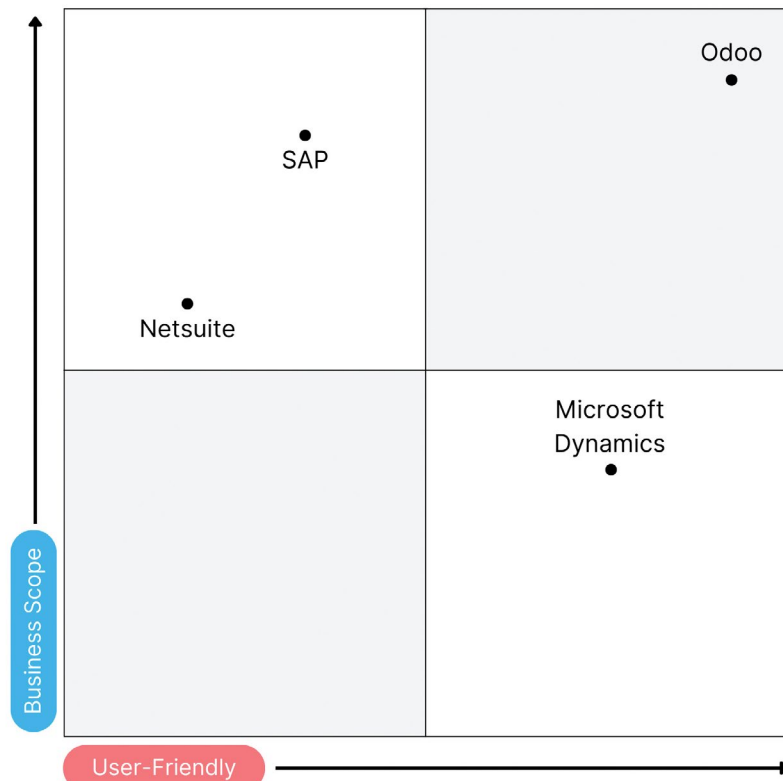 Odoo
SAP
Netsuite
Microsoft
Dynamics
Business Scope
User-Friendly